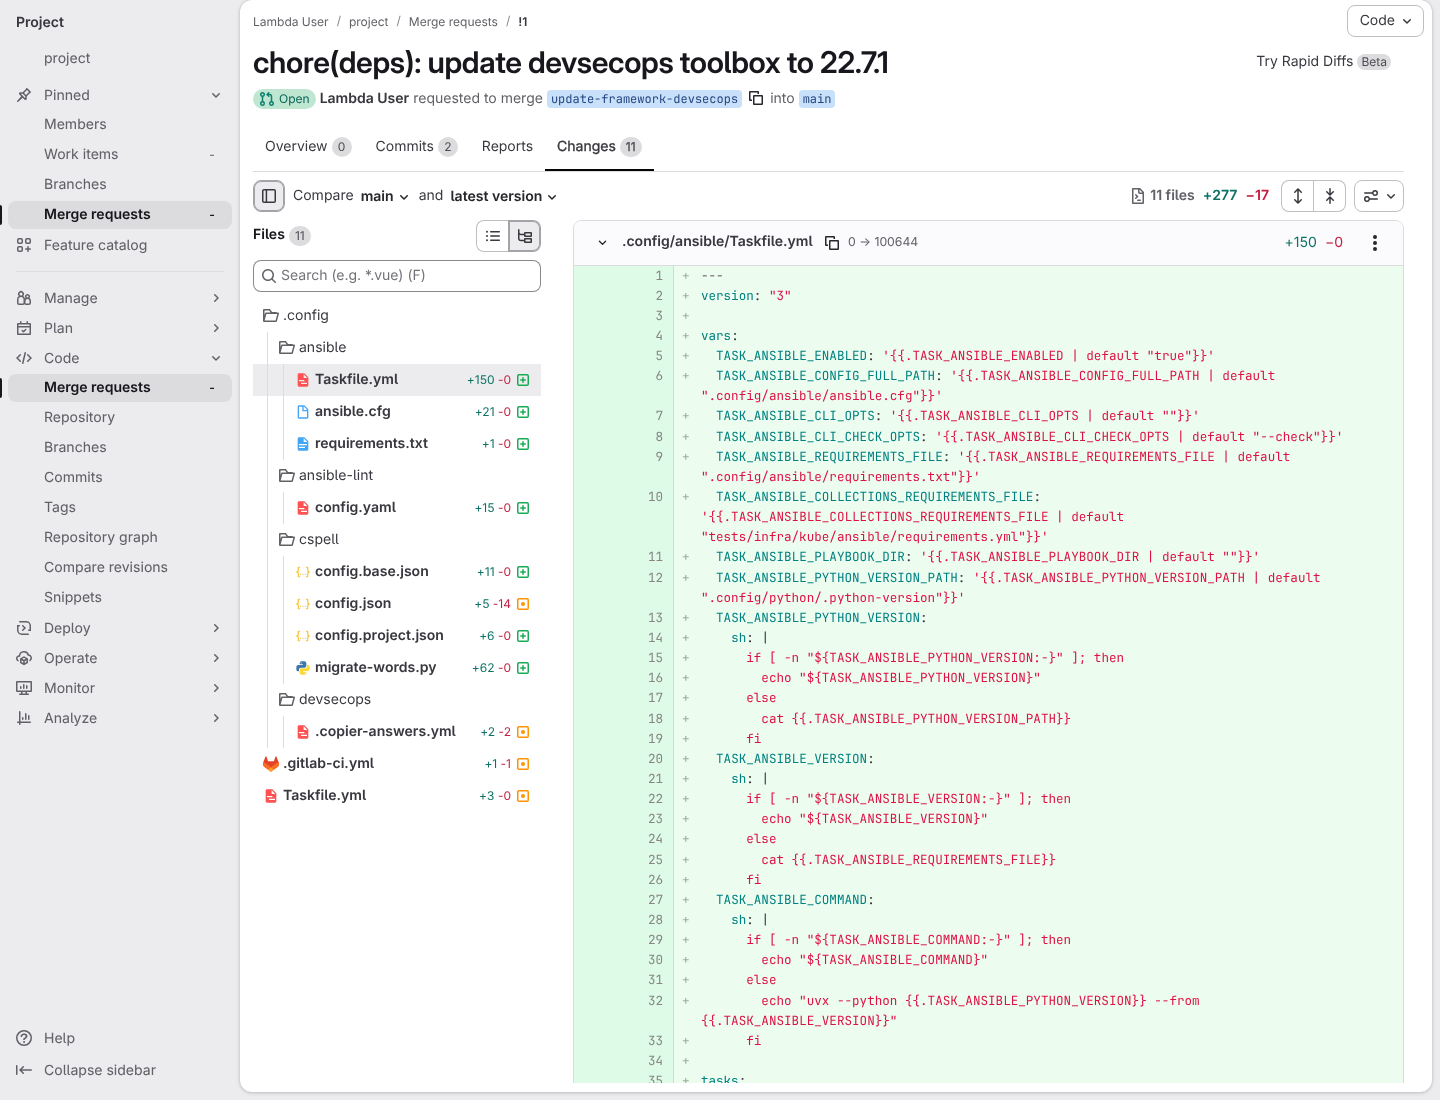 Project
project
Pinned
Members
Work items -
Branches
Merge requests -
Feature catalog
Manage
Plan
Code
Merge requests -
Repository
Branches
Commits
Tags
Repository graph
Compare revisions
Snippets
Deploy
Operate
Monitor
Analyze
Help
Collapse sidebar
Lambda User / project / Merge requests / !1
Code
chore(deps): update devsecops toolbox to 22.7.1
Try Rapid Diffs Beta
Open Lambda User requested to merge update-framework-devsecops into main
Overview 0 Commits 2 Reports Changes 11
Compare main and latest version
11 files +277 −17
Files 11
Search (e.g. *.vue) (F)
.config
ansible
Taskfile.yml +150 -0
ansible.cfg +21 -0
requirements.txt +1 -0
ansible-lint
config.yaml +15 -0
cspell
config.base.json +11 -0
config.json +5 -14
config.project.json +6 -0
migrate-words.py +62 -0
devsecops
.copier-answers.yml +2 -2
.gitlab-ci.yml +1 -1
Taskfile.yml +3 -0
.config/ansible/Taskfile.yml 0 → 100644 +150 −0
1 + ---
2 + version: "3"
3 +
4 + vars:
5 + TASK_ANSIBLE_ENABLED: '{{.TASK_ANSIBLE_ENABLED | default "true"}}'
6 + TASK_ANSIBLE_CONFIG_FULL_PATH: '{{.TASK_ANSIBLE_CONFIG_FULL_PATH | default
".config/ansible/ansible.cfg"}}'
7 + TASK_ANSIBLE_CLI_OPTS: '{{.TASK_ANSIBLE_CLI_OPTS | default ""}}'
8 + TASK_ANSIBLE_CLI_CHECK_OPTS: '{{.TASK_ANSIBLE_CLI_CHECK_OPTS | default "--check"}}'
9 + TASK_ANSIBLE_REQUIREMENTS_FILE: '{{.TASK_ANSIBLE_REQUIREMENTS_FILE | default
".config/ansible/requirements.txt"}}'
10 + TASK_ANSIBLE_COLLECTIONS_REQUIREMENTS_FILE:
'{{.TASK_ANSIBLE_COLLECTIONS_REQUIREMENTS_FILE | default
"tests/infra/kube/ansible/requirements.yml"}}'
11 + TASK_ANSIBLE_PLAYBOOK_DIR: '{{.TASK_ANSIBLE_PLAYBOOK_DIR | default ""}}'
12 + TASK_ANSIBLE_PYTHON_VERSION_PATH: '{{.TASK_ANSIBLE_PYTHON_VERSION_PATH | default
".config/python/.python-version"}}'
13 + TASK_ANSIBLE_PYTHON_VERSION:
14 + sh: |
15 + if [ -n "${TASK_ANSIBLE_PYTHON_VERSION:-}" ]; then
16 + echo "${TASK_ANSIBLE_PYTHON_VERSION}"
17 + else
18 + cat {{.TASK_ANSIBLE_PYTHON_VERSION_PATH}}
19 + fi
20 + TASK_ANSIBLE_VERSION:
21 + sh: |
22 + if [ -n "${TASK_ANSIBLE_VERSION:-}" ]; then
23 + echo "${TASK_ANSIBLE_VERSION}"
24 + else
25 + cat {{.TASK_ANSIBLE_REQUIREMENTS_FILE}}
26 + fi
27 + TASK_ANSIBLE_COMMAND:
28 + sh: |
29 + if [ -n "${TASK_ANSIBLE_COMMAND:-}" ]; then
30 + echo "${TASK_ANSIBLE_COMMAND}"
31 + else
32 + echo "uvx --python {{.TASK_ANSIBLE_PYTHON_VERSION}} --from
{{.TASK_ANSIBLE_VERSION}}"
33 + fi
34 +
35 + tasks: